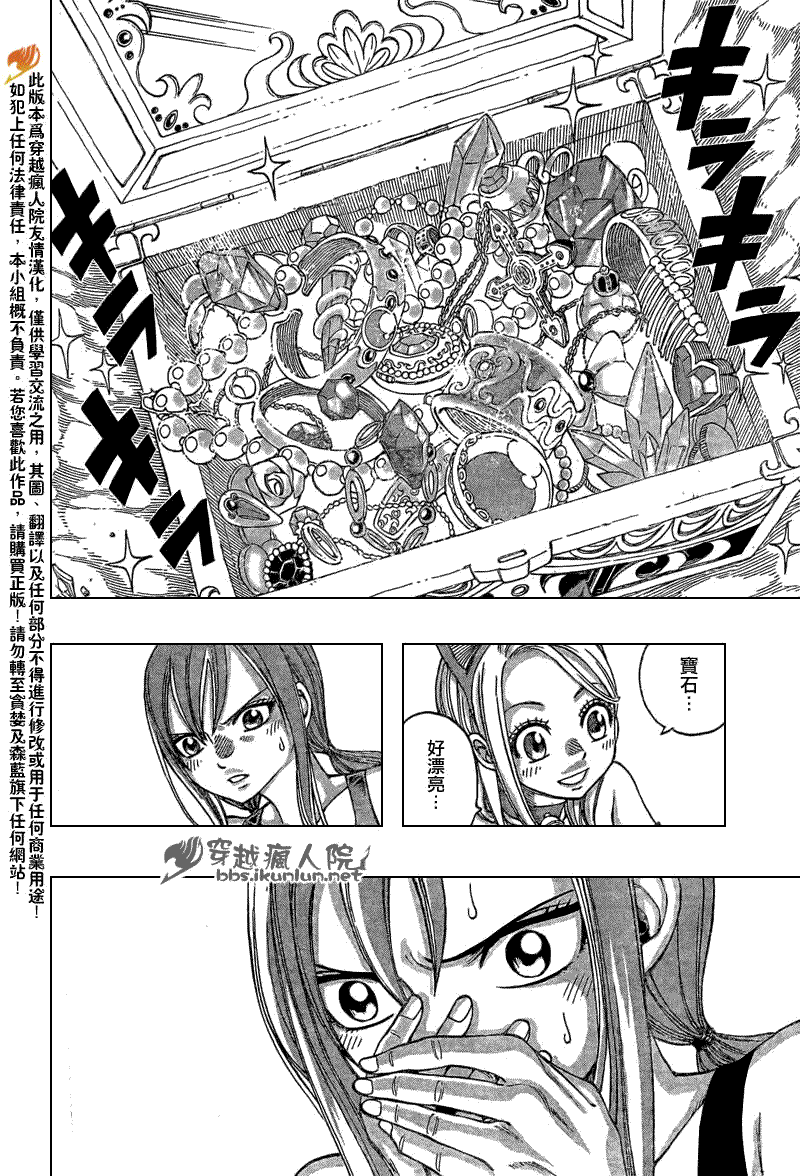 此版本爲穿越瘋人院友情漢化，僅供學習交流之用，其圖、翻譯以及任何部分不得進行修改或用于任何商業用途！
如犯上任何法律責任，本小組概不負責。若您喜歡此作品，請購買正版！請勿轉至貪婪及森藍旗下任何網站！
キラキラ
キラキラ
寶石…
好漂亮…
穿越瘋人院
bbs.ikunlun.net